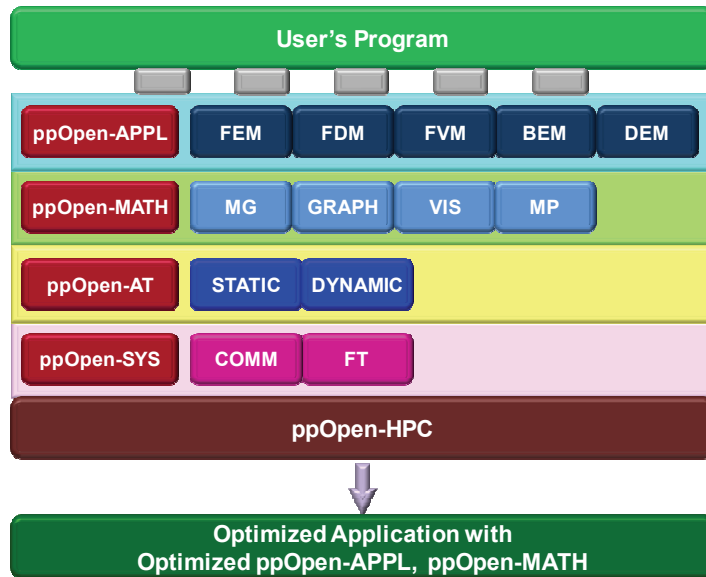 User's Program
ppOpen-APPL FEM FDM FVM BEM DEM
ppOpen-MATH MG GRAPH VIS MP
ppOpen-AT STATIC DYNAMIC
ppOpen-SYS COMM FT
ppOpen-HPC
Optimized Application with
Optimized ppOpen-APPL, ppOpen-MATH